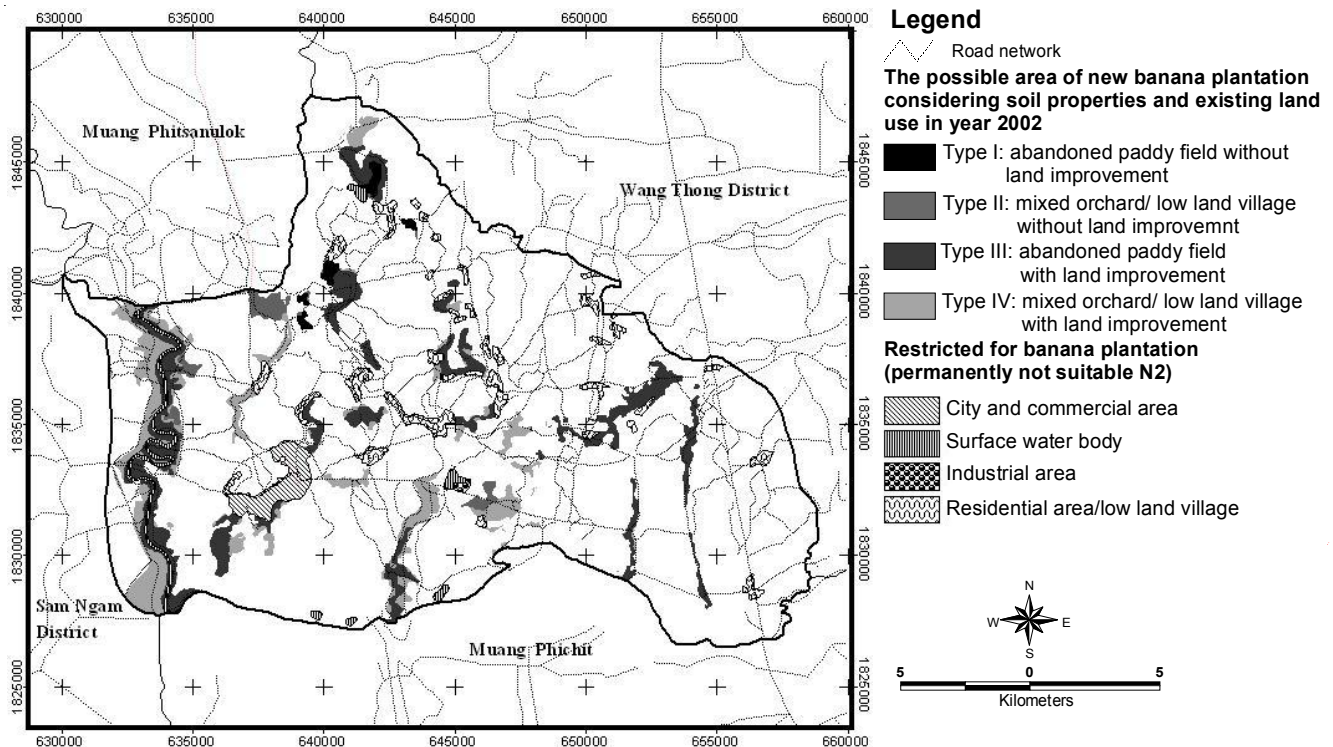 630000 635000 640000 645000 650000 655000 660000
1845000 1840000 1835000 1830000 1825000
Muang Phitsanulok
Wang Thong District
Sam Ngam
District
Muang Phichit
1845000 1840000 1835000 1830000 1825000
630000 635000 640000 645000 650000 655000 660000
Legend
Road network
The possible area of new banana plantation
considering soil properties and existing land
use in year 2002
Type I: abandoned paddy field without
land improvement
Type II: mixed orchard/ low land village
without land improvemnt
Type III: abandoned paddy field
with land improvement
Type IV: mixed orchard/ low land village
with land improvement
Restricted for banana plantation
(permanently not suitable N2)
City and commercial area
Surface water body
Industrial area
Residential area/low land village
N
W E
S
5 0 5
Kilometers